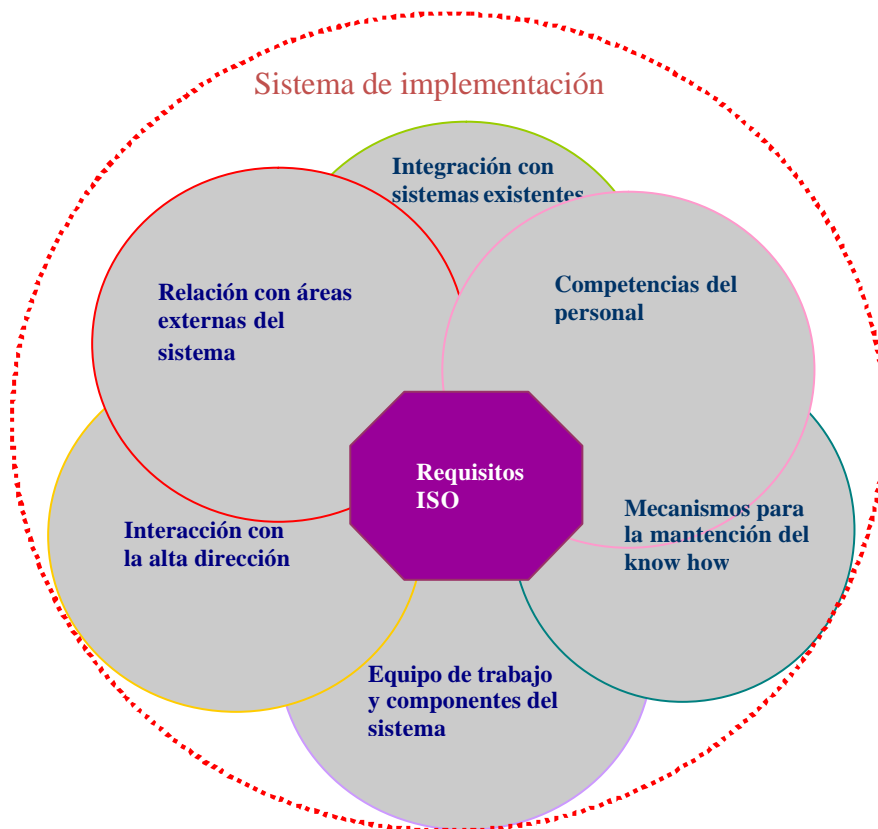 Sistema de implementación
Integración con
sistemas existentes
Relación con áreas
externas del
sistema
Competencias del
personal
Requisitos
ISO
Interacción con
la alta dirección
Mecanismos para
la mantención del
know how
Equipo de trabajo
y componentes del
sistema